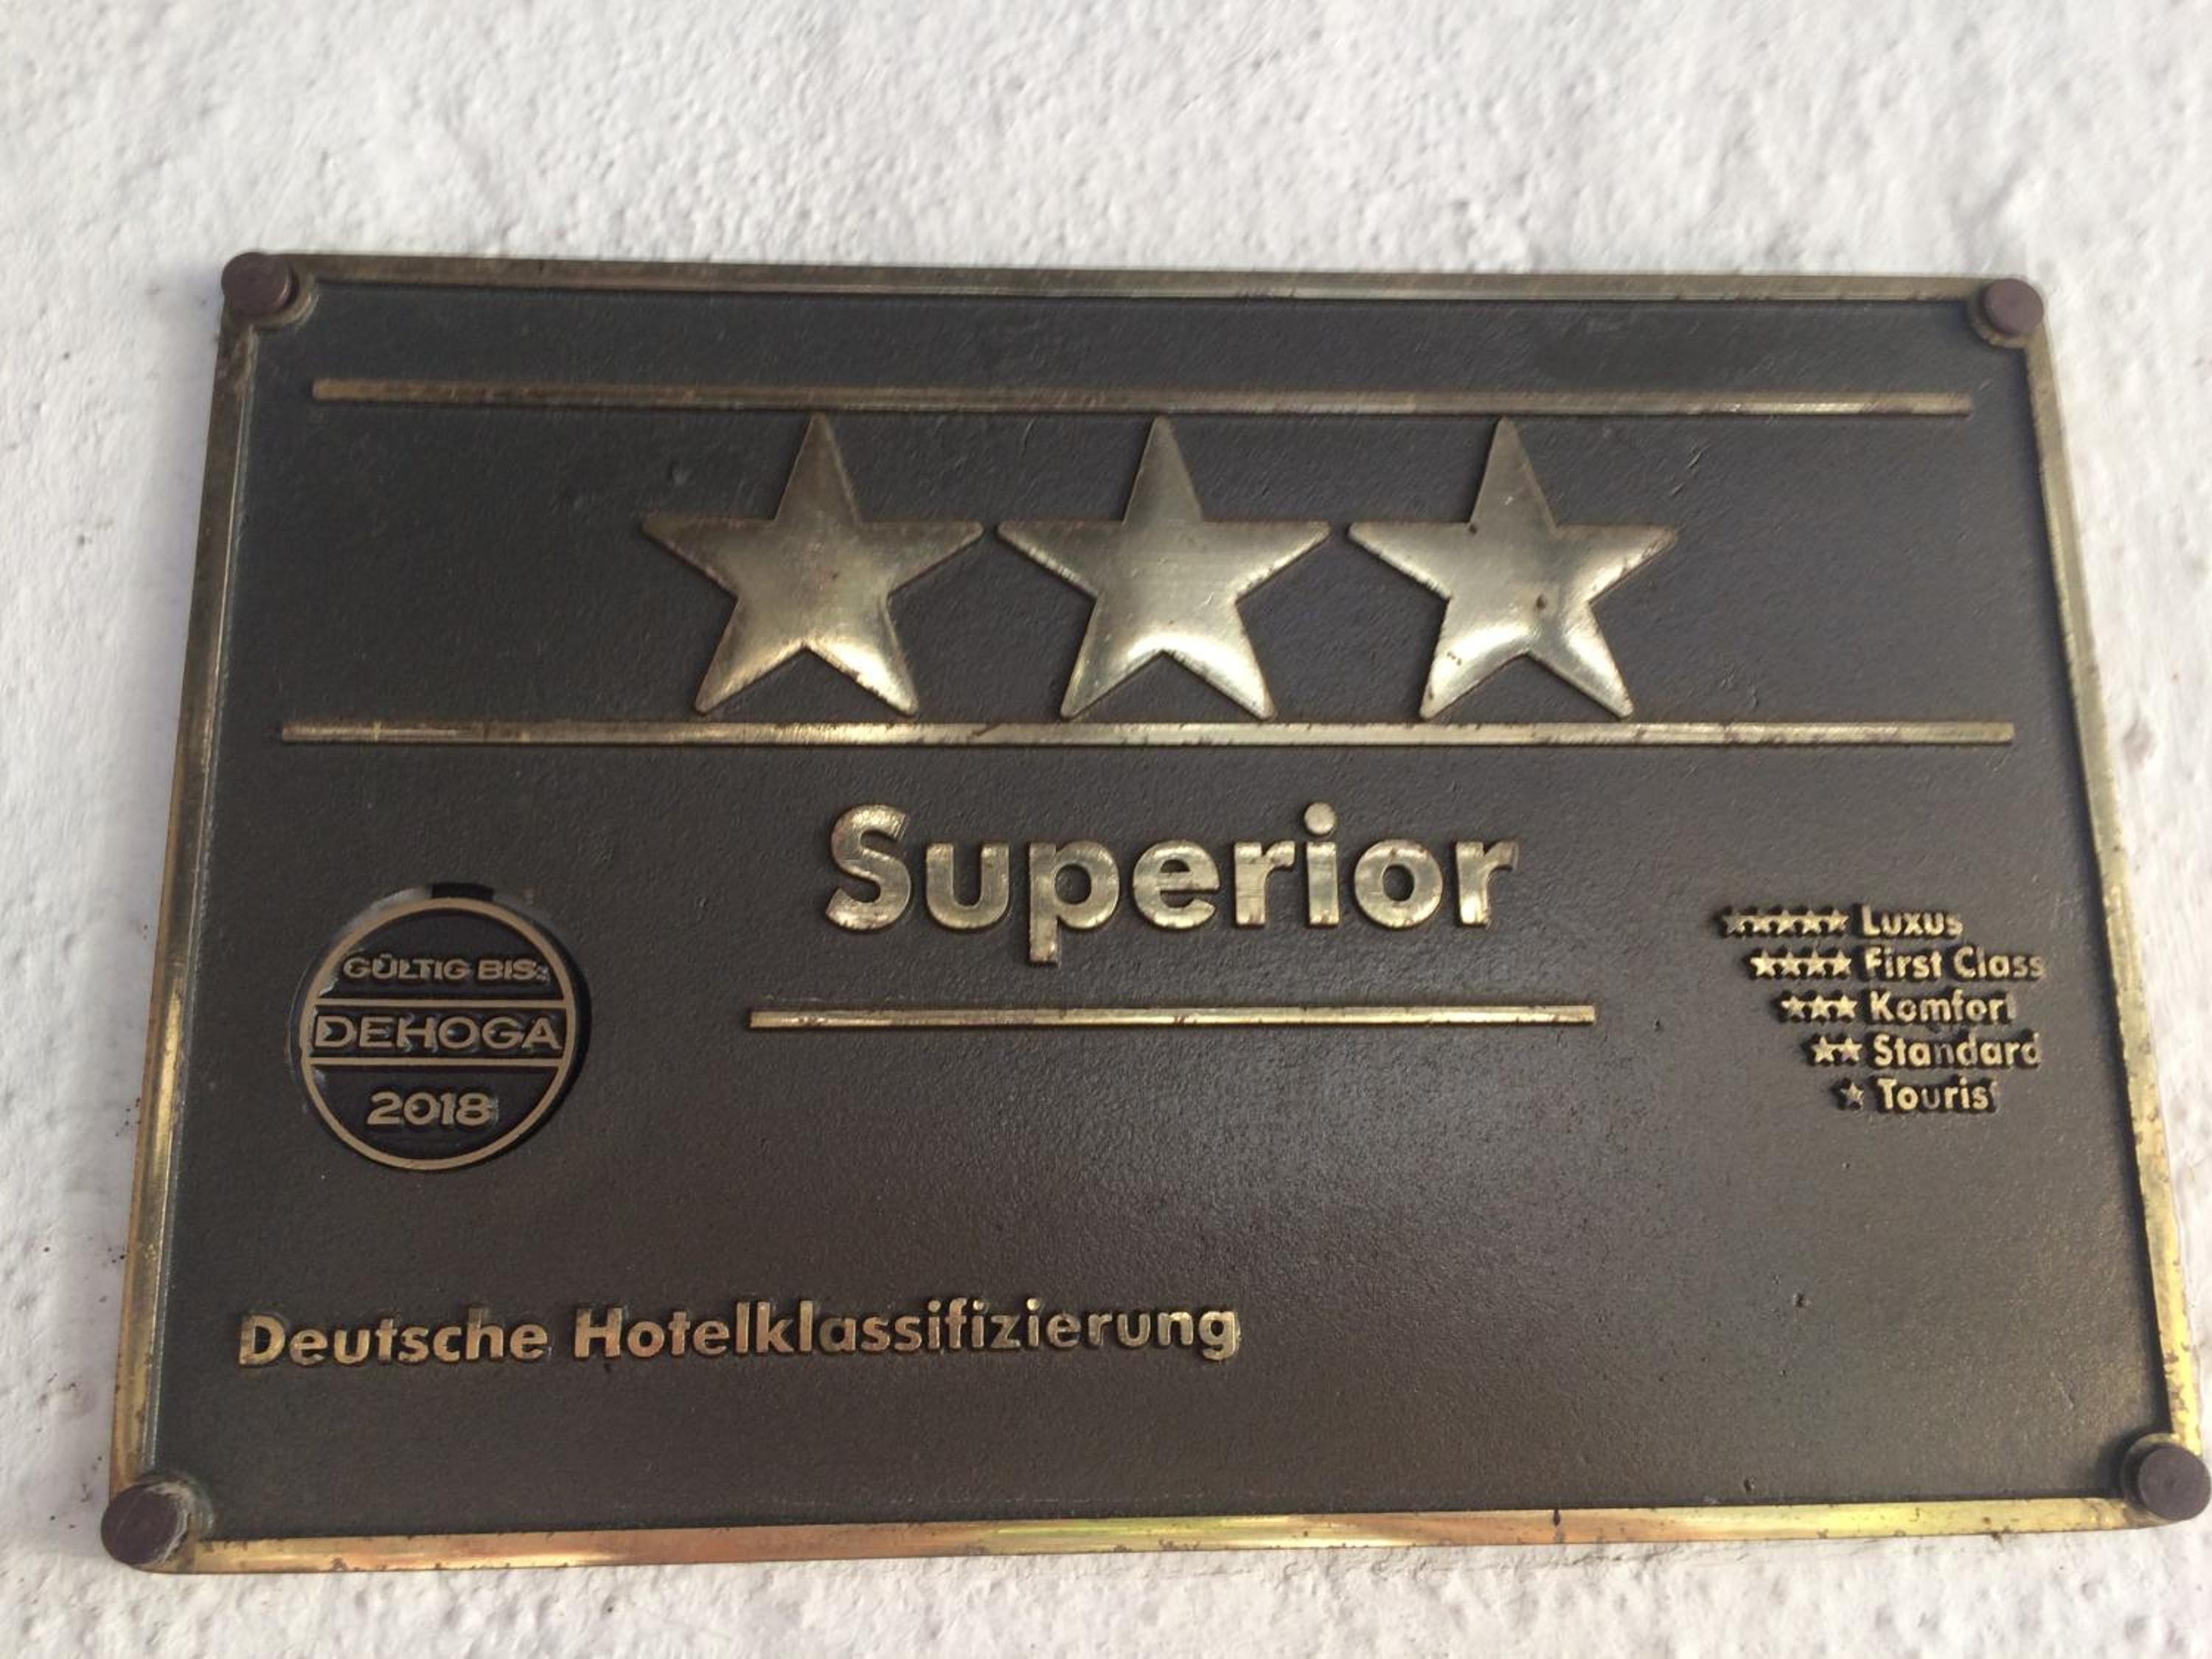 Superior
GÜLTIG BIS:
DEHOGA
2018
★★★★★ Luxus
★★★★ First Class
★★★ Komfort
★★ Standard
★ Tourist
Deutsche Hotelklassifizierung